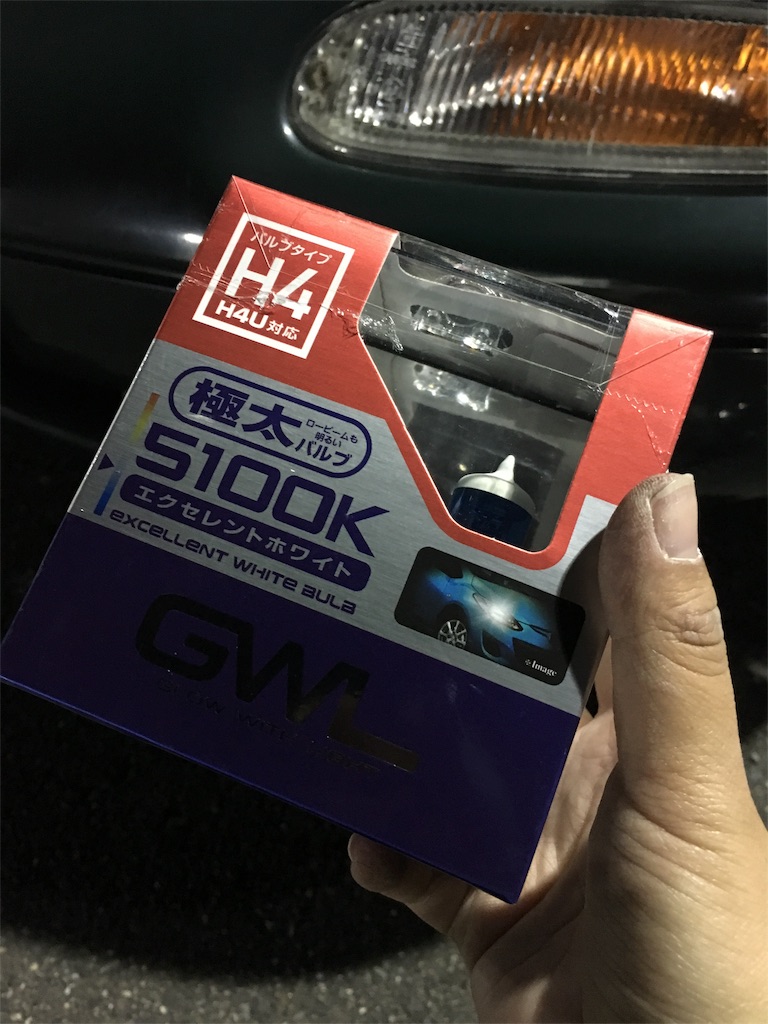 バルブタイプ
H4
H4U対応
極太
ロービームも
明るい
バルブ
5100K
エクセレントホワイト
EXCELLENT WHITE BULB
GWL
※Image